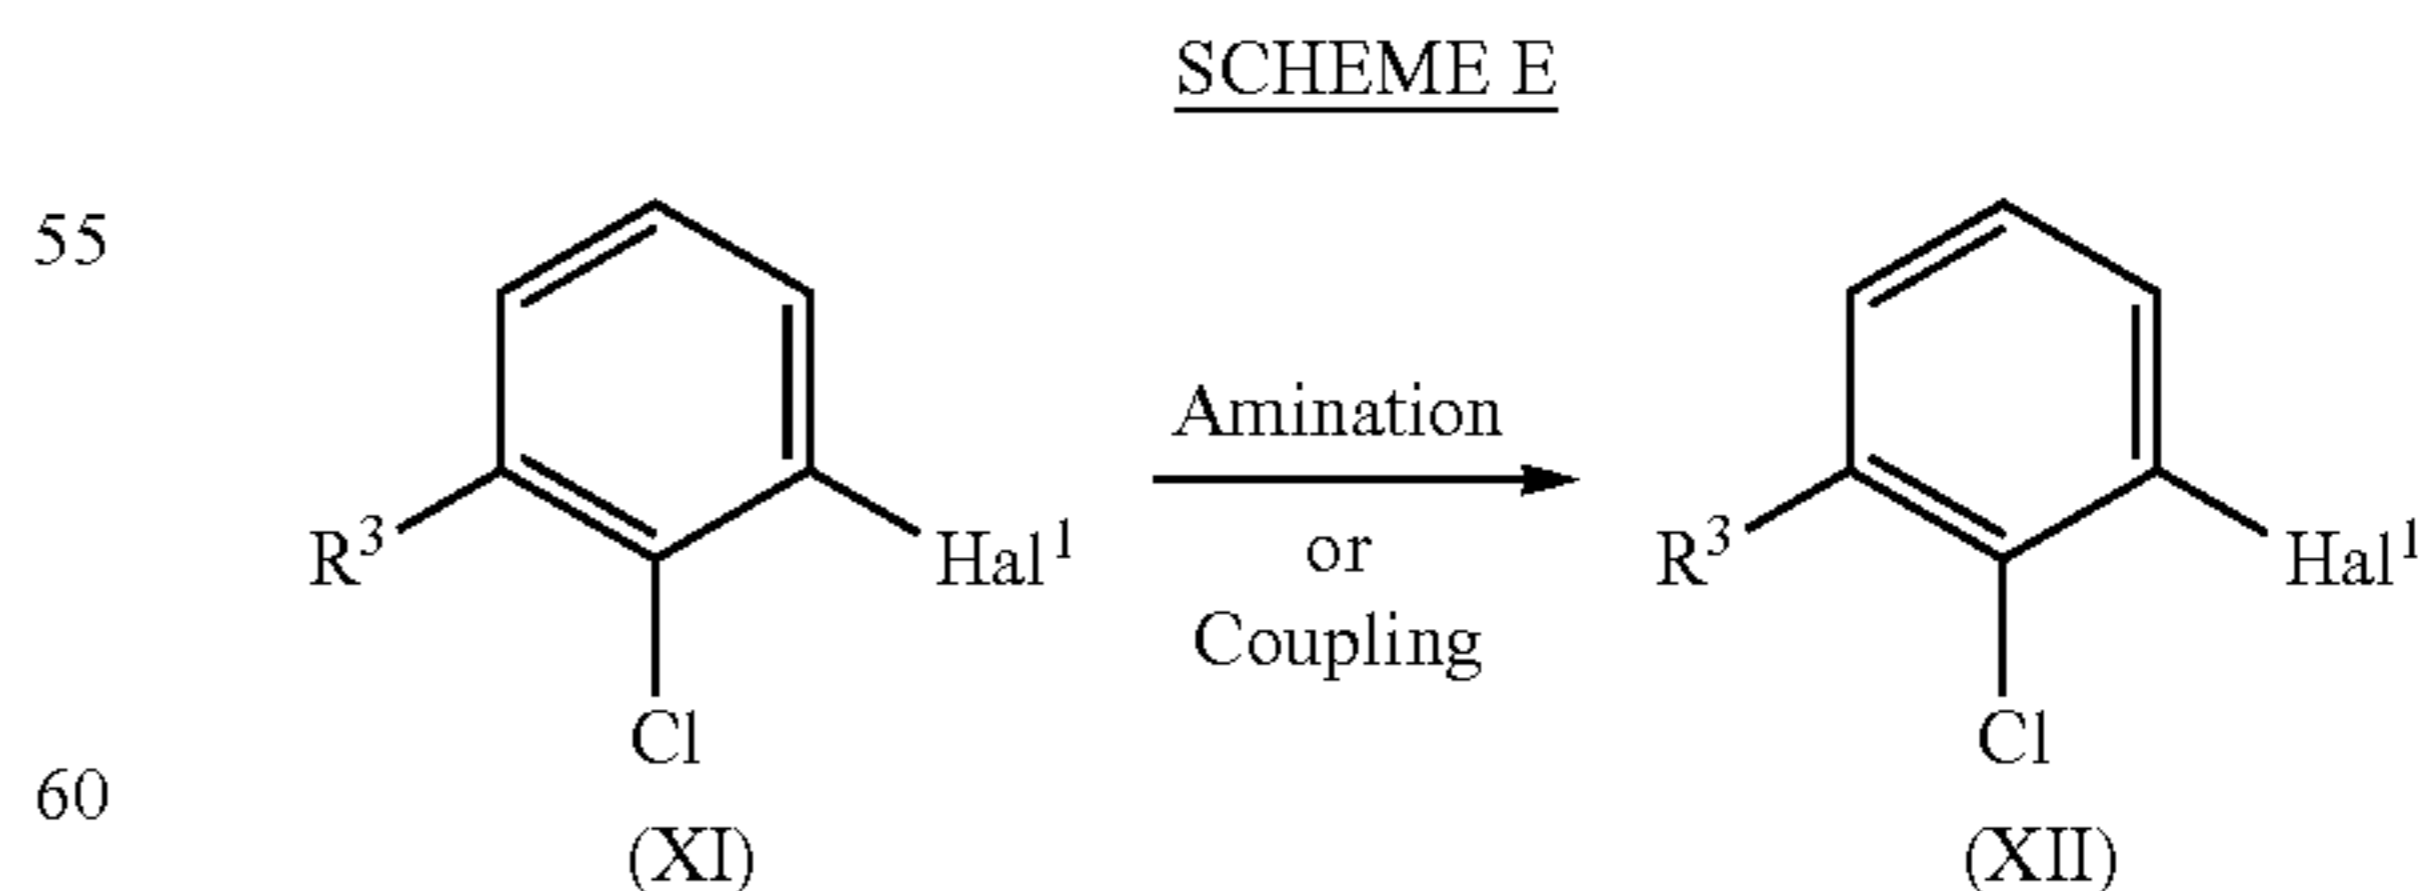 SCHEME E
55
Amination
or
R³ Hal¹ R³ Hal¹
Coupling
Cl Cl
60
(XI) (XII)